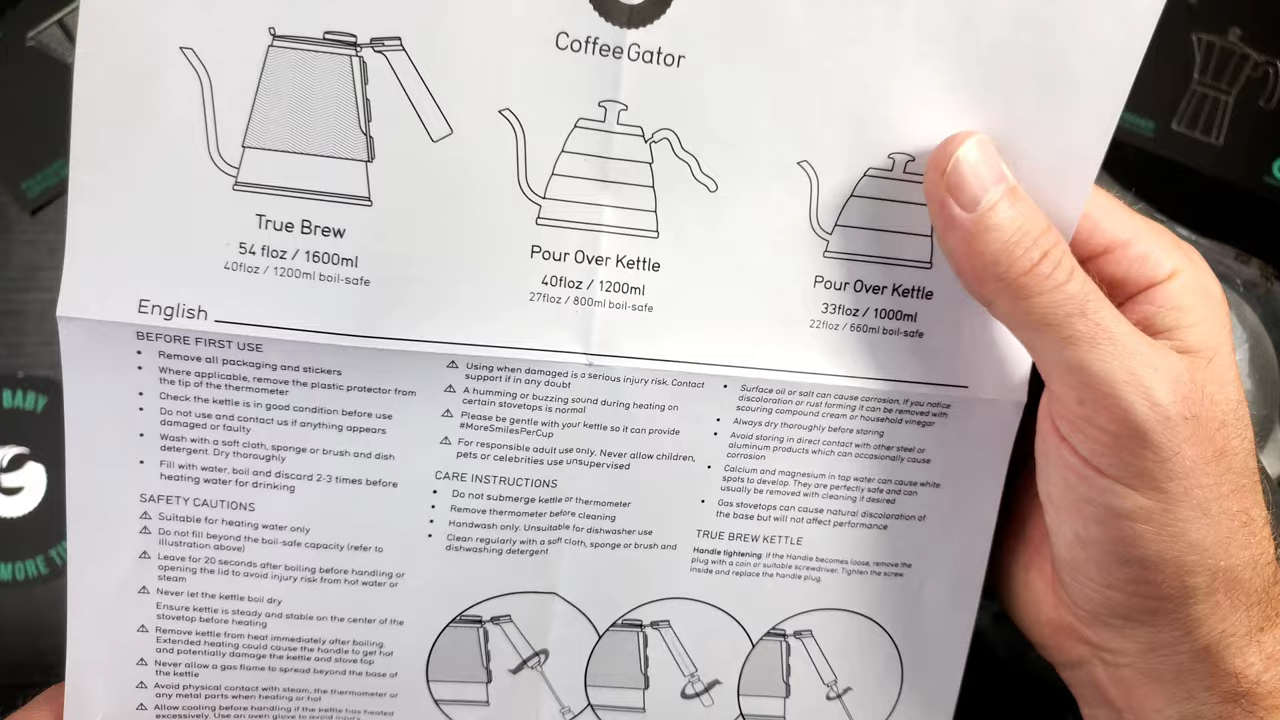 CoffeeGator
True Brew
54 floz / 1600ml
40floz / 1200ml boil-safe
Pour Over Kettle
40floz / 1200ml
27floz / 800ml boil-safe
Pour Over Kettle
33floz / 1000ml
22floz / 660ml boil-safe
English
BEFORE FIRST USE
Remove all packaging and stickers
Where applicable, remove the plastic protector from
the tip of the thermometer
Check the kettle is in good condition before use
Do not use and contact us if anything appears
damaged or faulty
Wash with a soft cloth, sponge or brush and dish
detergent. Dry thoroughly
Fill with water, boil and discard 2-3 times before
heating water for drinking
SAFETY CAUTIONS
Suitable for heating water only
Do not fill beyond the boil-safe capacity (refer to
illustration above)
Leave for 20 seconds after boiling before handling or
opening the lid to avoid injury risk from hot water or
steam
Never let the kettle boil dry
Ensure kettle is steady and stable on the center of the
stovetop before heating
Remove kettle from heat immediately after boiling.
Extended heating could cause the handle to get hot
and potentially damage the kettle and stove top
Never allow a gas flame to spread beyond the base of
the kettle
Avoid physical contact with steam, the thermometer or
any metal parts when heating or hot
Allow cooling before handling if the kettle has heated
excessively. Use an oven glove to avoid injury
Using when damaged is a serious injury risk. Contact
support if in any doubt
A humming or buzzing sound during heating on
certain stovetops is normal
Please be gentle with your kettle so it can provide
#MoreSmilesPerCup
For responsible adult use only. Never allow children,
pets or celebrities use unsupervised
CARE INSTRUCTIONS
Do not submerge kettle or thermometer
Remove thermometer before cleaning
Handwash only. Unsuitable for dishwasher use
Clean regularly with a soft cloth, sponge or brush and
dishwashing detergent
Surface oil or salt can cause corrosion. If you notice
discoloration or rust forming it can be removed with
scouring compound cream or household vinegar
Always dry thoroughly before storing
Avoid storing in direct contact with other steel or
aluminum products which can occasionally cause
corrosion
Calcium and magnesium in tap water can cause white
spots to develop. They are perfectly safe and can
usually be removed with cleaning if desired
Gas stovetops can cause natural discoloration of
the base but will not affect performance
TRUE BREW KETTLE
Handle tightening: if the Handle becomes loose, remove the
plug with a coin or suitable screwdriver. Tighten the screw
inside and replace the handle plug.
BABY
MORE